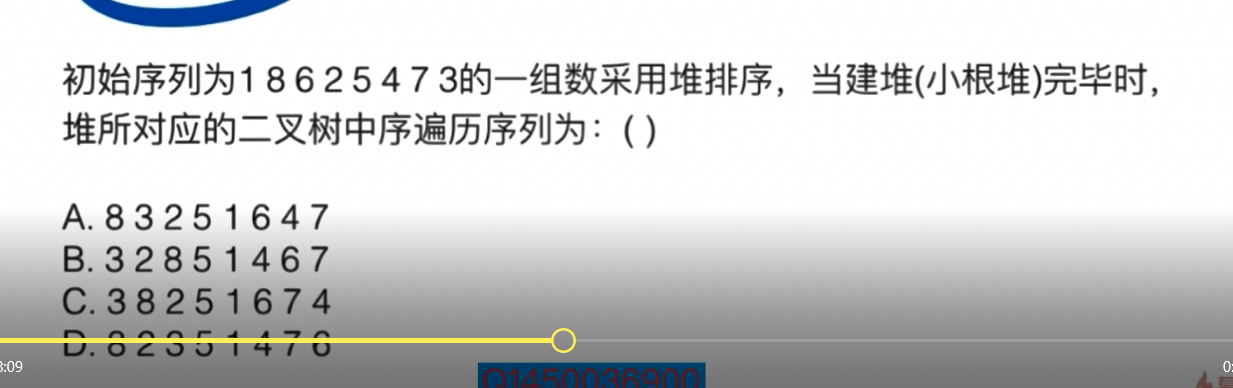 初始序列为1 8 6 2 5 4 7 3的一组数采用堆排序，当建堆(小根堆)完毕时，
堆所对应的二叉树中序遍历序列为：( )
A. 8 3 2 5 1 6 4 7
B. 3 2 8 5 1 4 6 7
C. 3 8 2 5 1 6 7 4
D. 8 2 3 5 1 4 7 6
3:09
Q1450036900